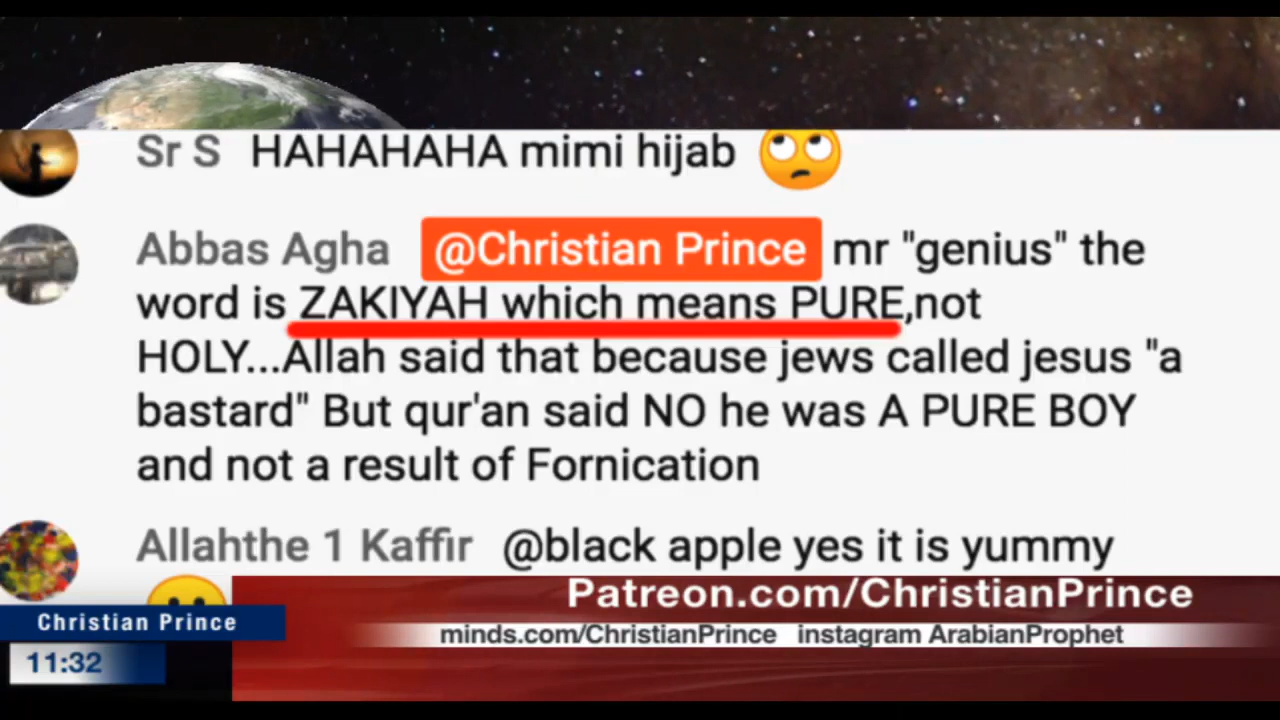 Sr S HAHAHAHA mimi hijab
Abbas Agha @Christian Prince mr "genius" the
word is ZAKIYAH which means PURE,not
HOLY...Allah said that because jews called jesus "a
bastard" But qur'an said NO he was A PURE BOY
and not a result of Fornication
Allahthe 1 Kaffir @black apple yes it is yummy
Patreon.com/ChristianPrince
Christian Prince
minds.com/ChristianPrince instagram ArabianProphet
11:32